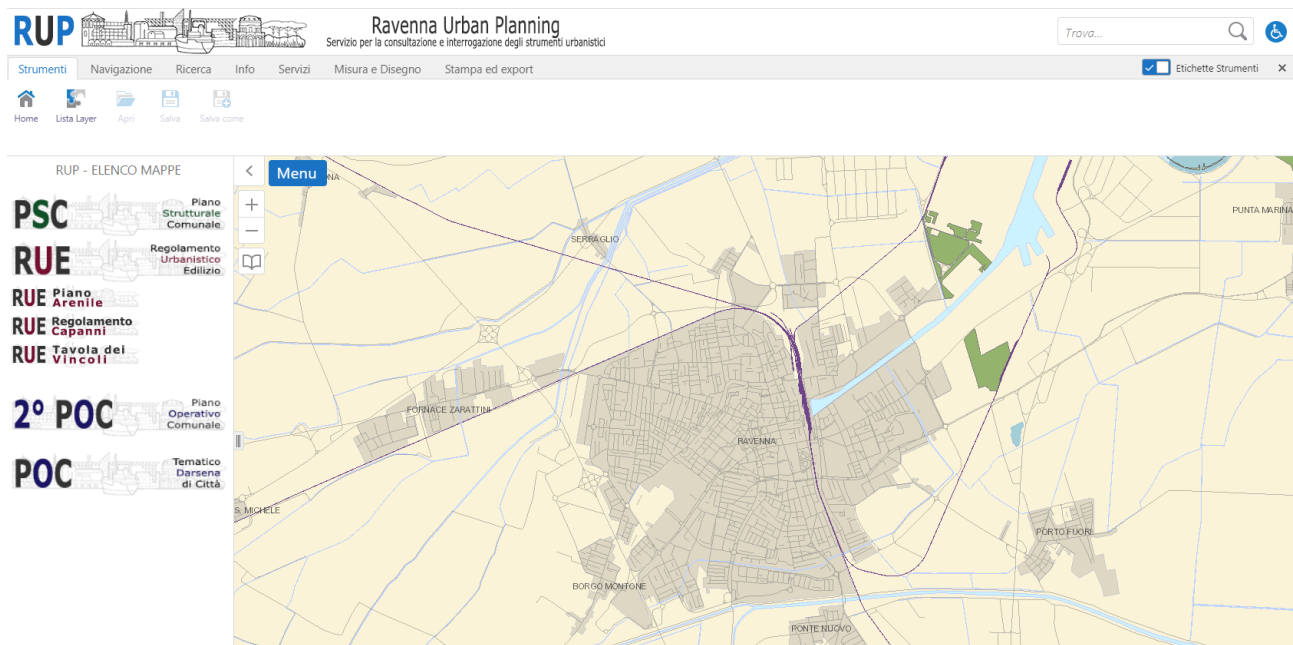 RUP
Ravenna Urban Planning
Servizio per la consultazione e interrogazione degli strumenti urbanistici
Trova...
Strumenti Navigazione Ricerca Info Servizi Misura e Disegno Stampa ed export
Etichette Strumenti
Home Lista Layer Apri Salva Salva come
RUP - ELENCO MAPPE
Menu
PSC Piano
Strutturale
Comunale
RUE Regolamento
Urbanistico
Edilizio
RUE Piano
Arenile
RUE Regolamento
Capanni
RUE Tavola dei
Vincoli
2° POC Piano
Operativo
Comunale
POC Tematico
Darsena
di Città
PUNTA MARINA
SERRAGLIO
FORNACE ZARATTINI
RAVENNA
S. MICHELE
PORTO FUORI
BORGO MONTONE
PONTE NUOVO